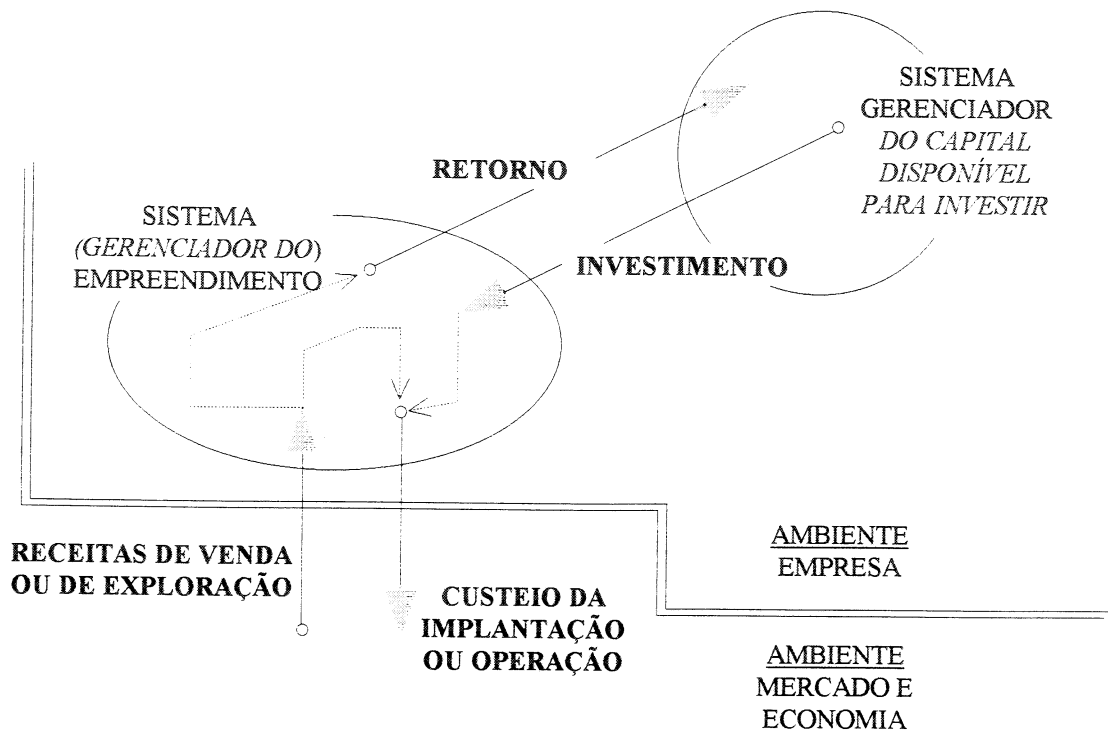 SISTEMA
GERENCIADOR
DO CAPITAL
DISPONÍVEL
PARA INVESTIR
RETORNO
SISTEMA
(GERENCIADOR DO)
EMPREENDIMENTO
INVESTIMENTO
RECEITAS DE VENDA
OU DE EXPLORAÇÃO
CUSTEIO DA
IMPLANTAÇÃO
OU OPERAÇÃO
AMBIENTE
EMPRESA
AMBIENTE
MERCADO E
ECONOMIA